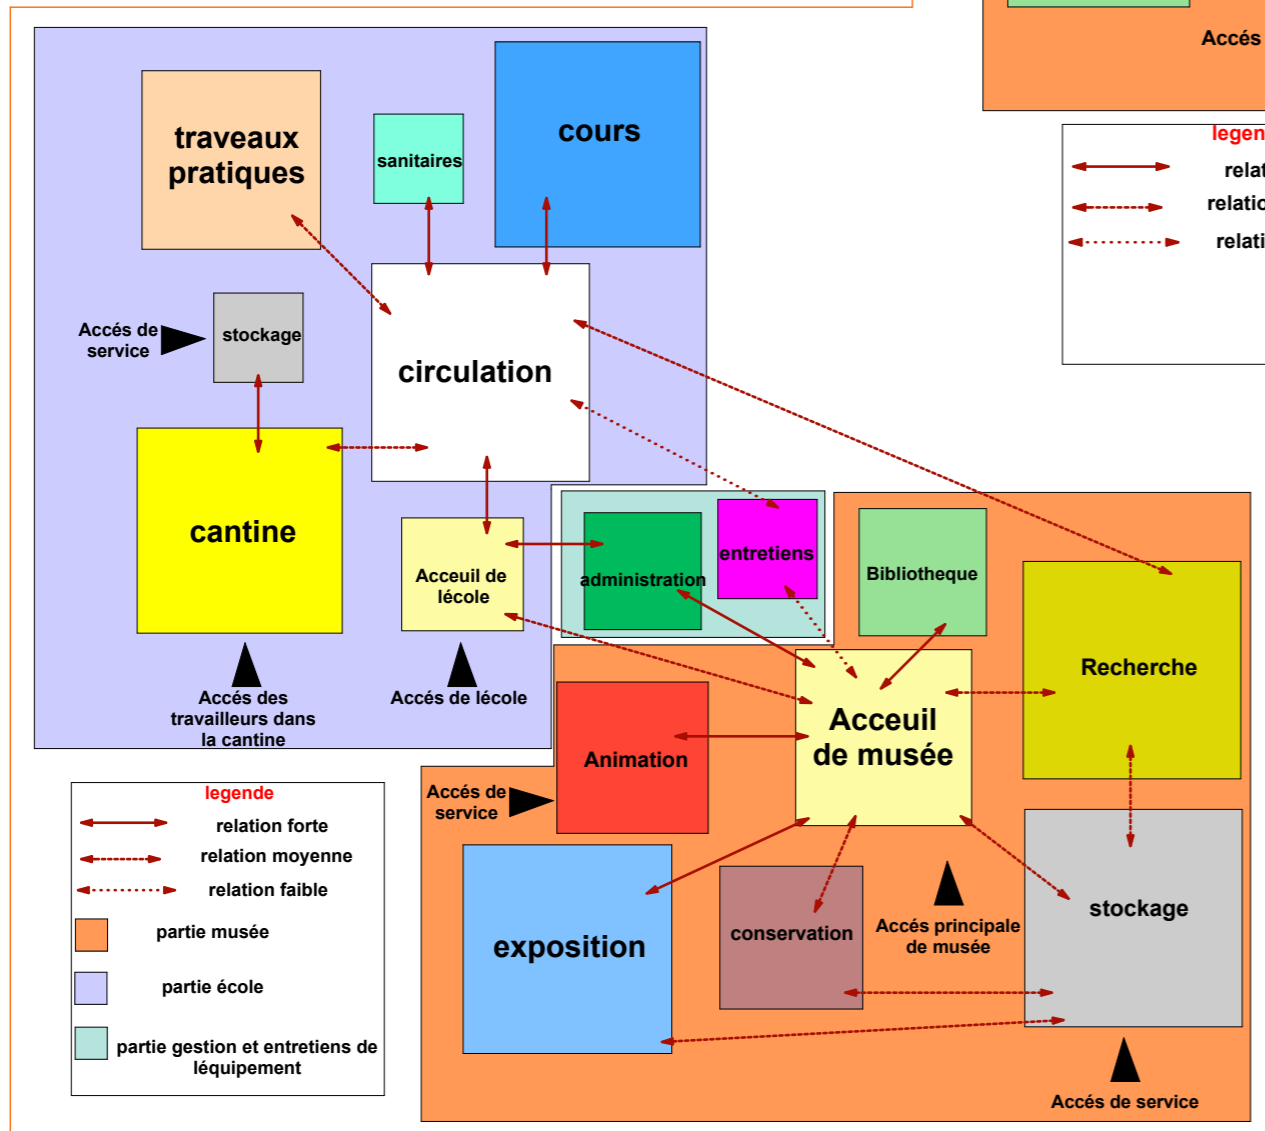 Accés
legen
relat
relatio
relati
traveaux
pratiques
sanitaires
cours
Accés de
service
stockage
circulation
cantine
Acceuil de
lécole
administration
entretiens
Bibliotheque
Recherche
Accés des
travailleurs dans
la cantine
Accés de lécole
Animation
Acceuil
de musée
Accés de
service
exposition
conservation
Accés principale
de musée
stockage
Accés de service
legende
relation forte
relation moyenne
relation faible
partie musée
partie école
partie gestion et entretiens de
léquipement